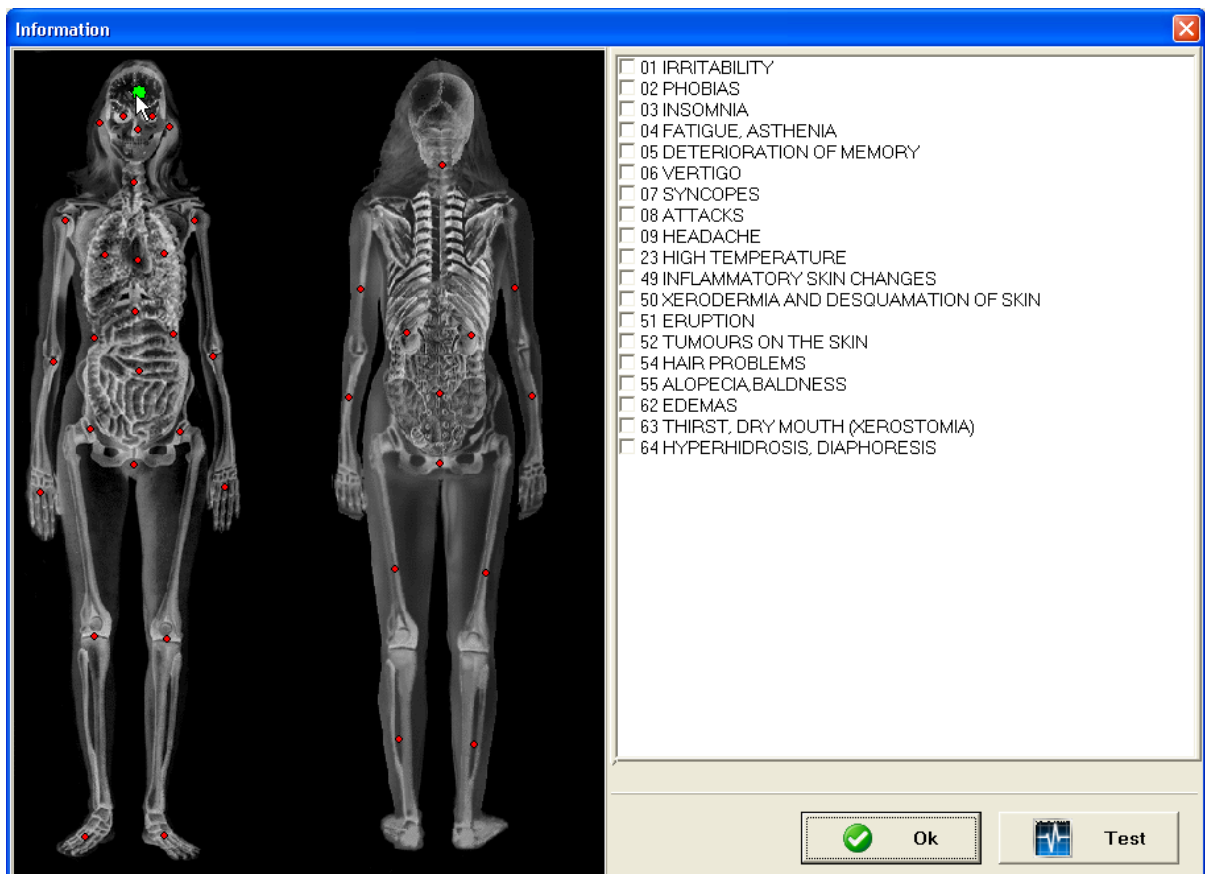 Information
01 IRRITABILITY
02 PHOBIAS
03 INSOMNIA
04 FATIGUE, ASTHENIA
05 DETERIORATION OF MEMORY
06 VERTIGO
07 SYNCOPES
08 ATTACKS
09 HEADACHE
23 HIGH TEMPERATURE
49 INFLAMMATORY SKIN CHANGES
50 XERODERMIA AND DESQUAMATION OF SKIN
51 ERUPTION
52 TUMOURS ON THE SKIN
54 HAIR PROBLEMS
55 ALOPECIA,BALDNESS
62 EDEMAS
63 THIRST, DRY MOUTH (XEROSTOMIA)
64 HYPERHIDROSIS, DIAPHORESIS
Ok
Test